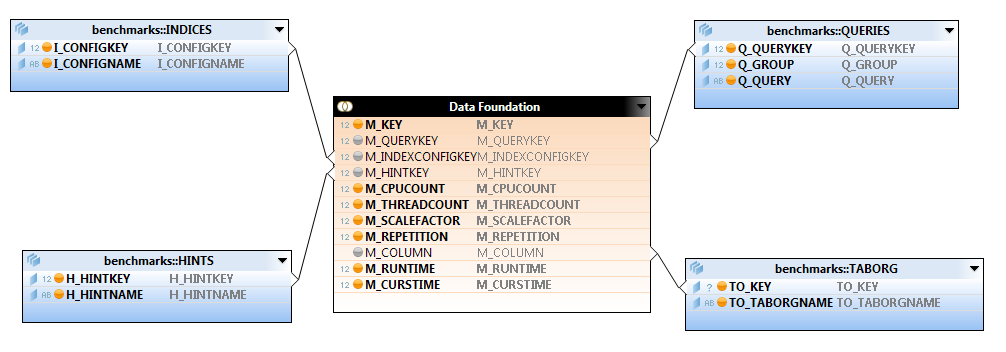 benchmarks::INDICES
12 I_CONFIGKEY I_CONFIGKEY
AB I_CONFIGNAME I_CONFIGNAME
benchmarks::QUERIES
12 Q_QUERYKEY Q_QUERYKEY
12 Q_GROUP Q_GROUP
AB Q_QUERY Q_QUERY
Data Foundation
12 M_KEY M_KEY
12 M_QUERYKEY M_QUERYKEY
12 M_INDEXCONFIGKEY M_INDEXCONFIGKEY
12 M_HINTKEY M_HINTKEY
12 M_CPUCOUNT M_CPUCOUNT
12 M_THREADCOUNT M_THREADCOUNT
12 M_SCALEFACTOR M_SCALEFACTOR
12 M_REPETITION M_REPETITION
M_COLUMN M_COLUMN
12 M_RUNTIME M_RUNTIME
12 M_CURSTIME M_CURSTIME
benchmarks::HINTS
12 H_HINTKEY H_HINTKEY
AB H_HINTNAME H_HINTNAME
benchmarks::TABORG
? TO_KEY TO_KEY
AB TO_TABORGNAME TO_TABORGNAME